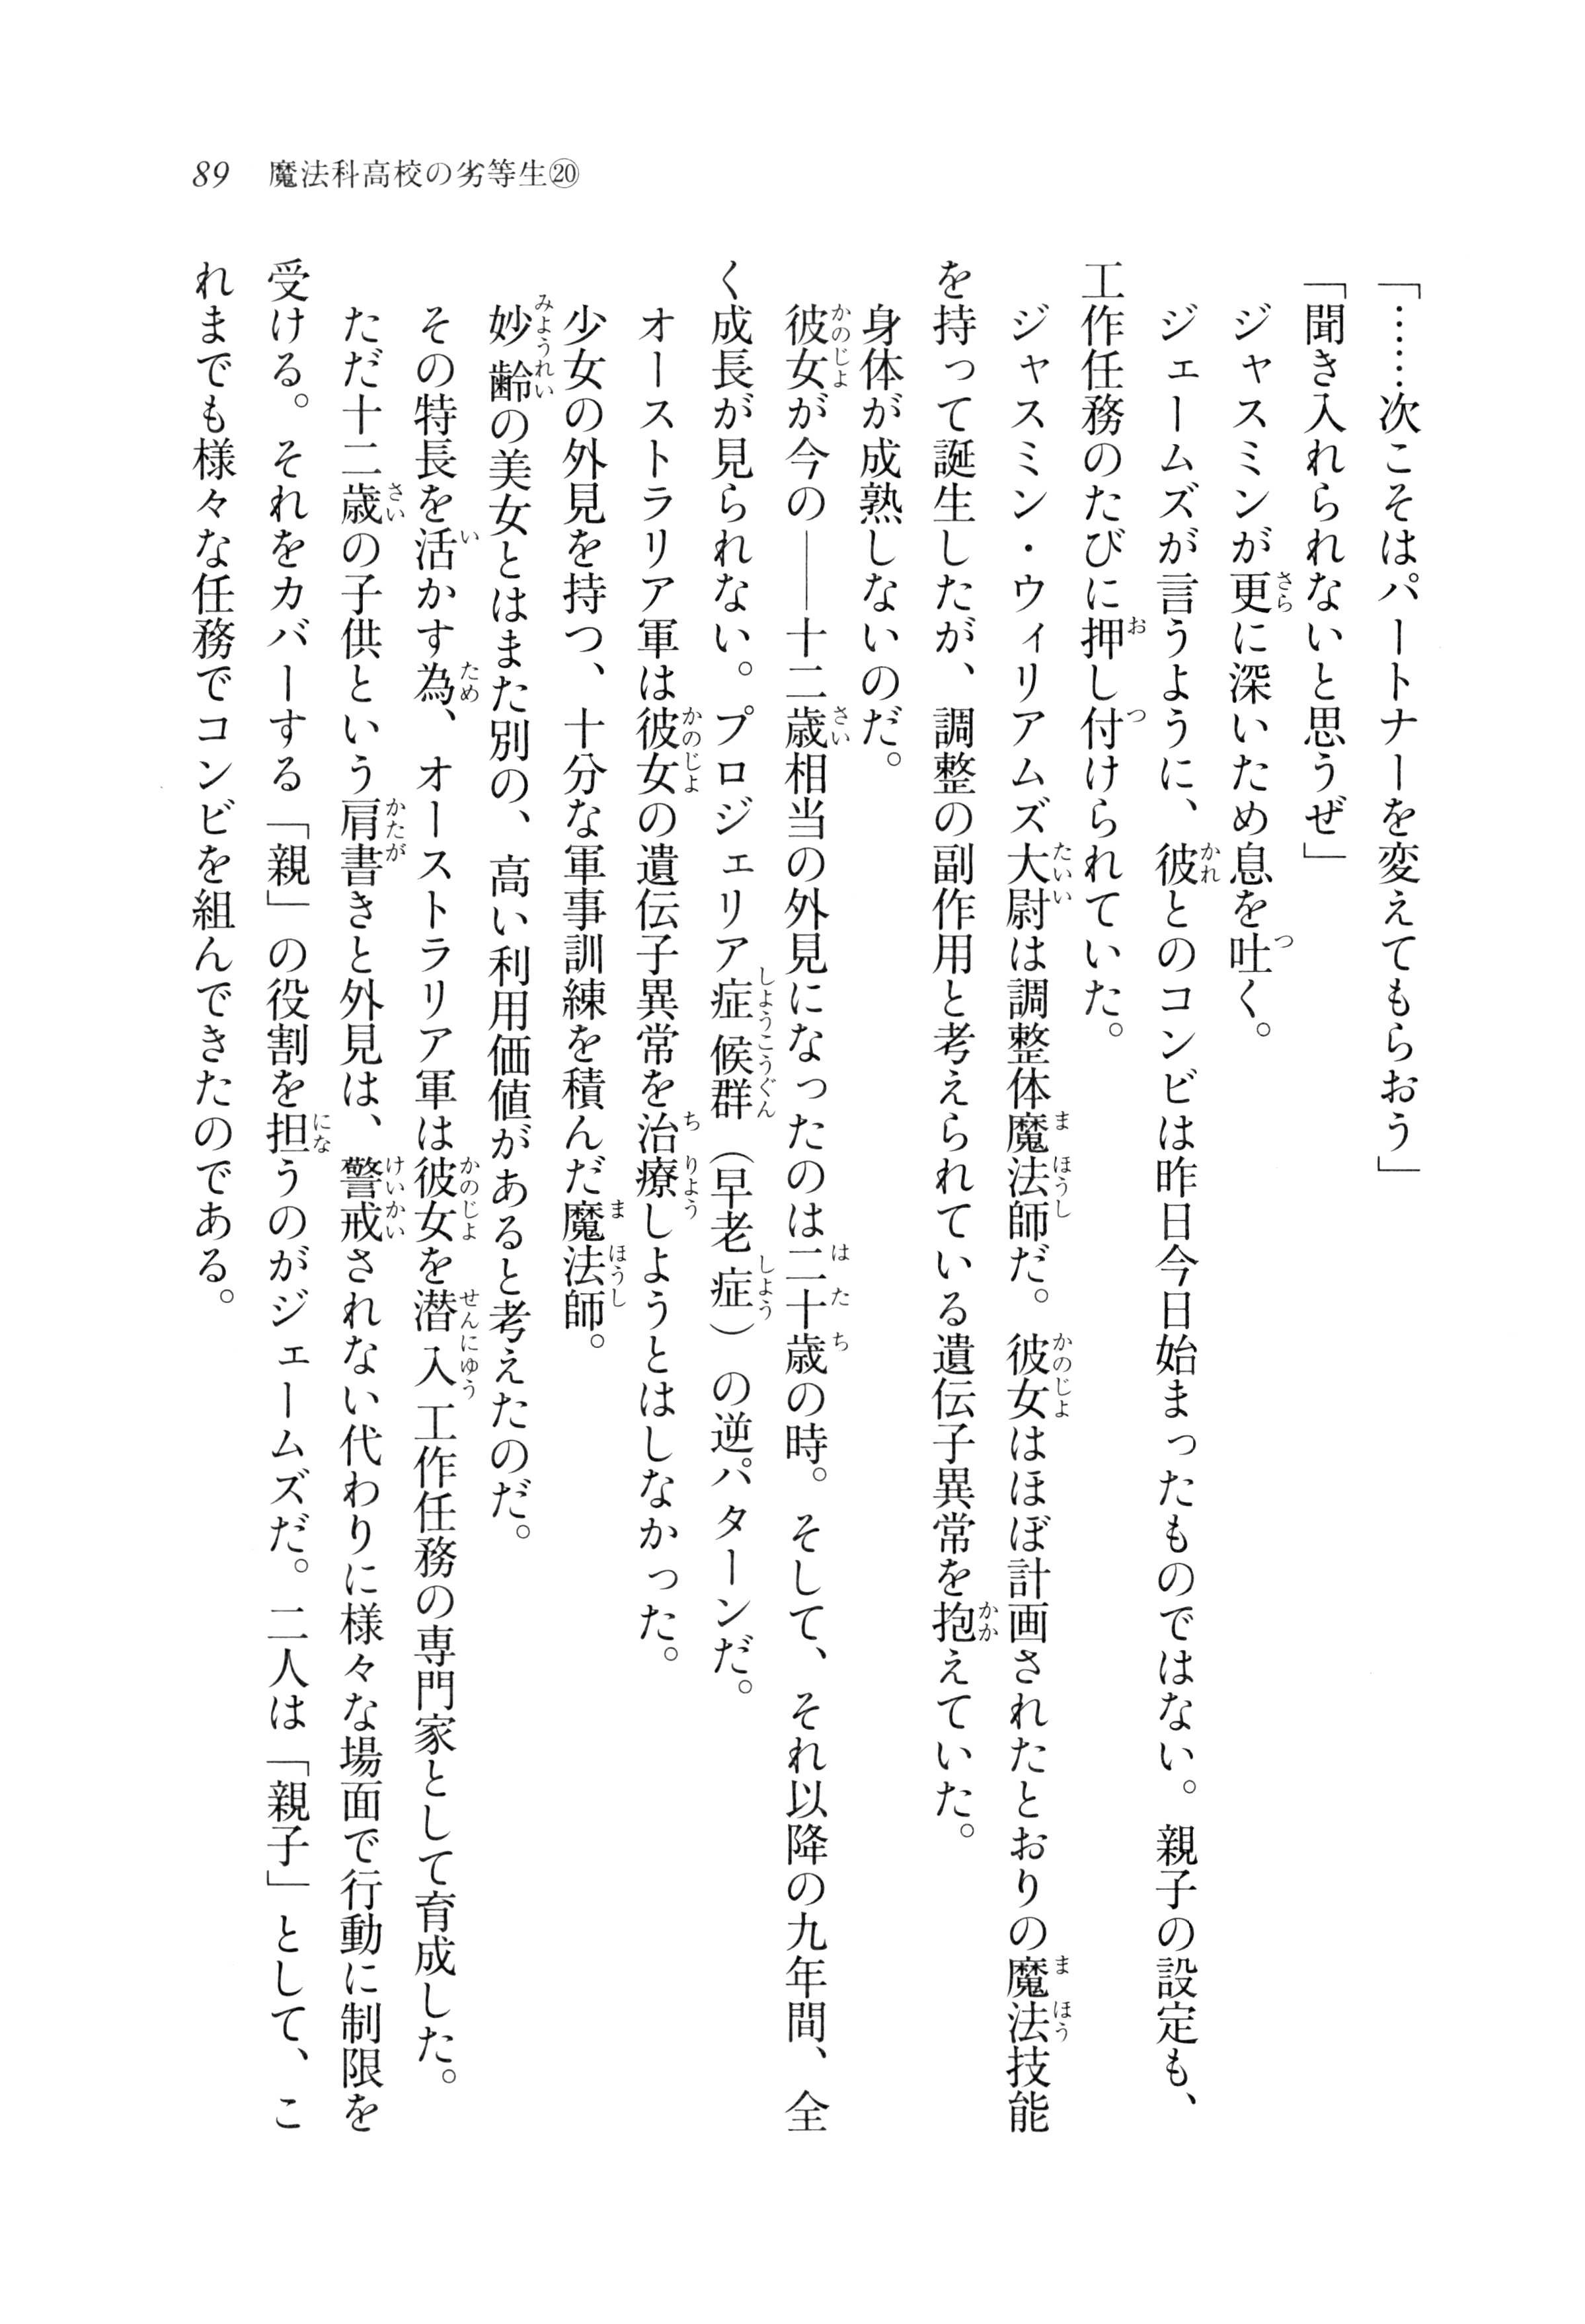 89　魔法科高校の劣等生⑳
「……次こそはパートナーを変えてもらおう」
「聞き入れられないと思うぜ」
　ジャスミンが更に深いため息を吐く。
　ジェームズが言うように、彼とのコンビは昨日今日始まったものではない。親子の設定も、
工作任務のたびに押し付けられていた。
　ジャスミン・ウィリアムズ大尉は調整体魔法師だ。彼女はほぼ計画されたとおりの魔法技能
を持って誕生したが、調整の副作用と考えられている遺伝子異常を抱えていた。
　身体が成熟しないのだ。
　彼女が今の――十二歳相当の外見になったのは二十歳の時。そして、それ以降の九年間、全
く成長が見られない。プロジェリア症候群（早老症）の逆パターンだ。
　オーストラリア軍は彼女の遺伝子異常を治療しようとはしなかった。
　少女の外見を持つ、十分な軍事訓練を積んだ魔法師。
　妙齢の美女とはまた別の、高い利用価値があると考えたのだ。
　その特長を活かす為、オーストラリア軍は彼女を潜入工作任務の専門家として育成した。
　ただ十二歳の子供という肩書きと外見は、警戒されない代わりに様々な場面で行動に制限を
受ける。それをカバーする「親」の役割を担うのがジェームズだ。二人は「親子」として、こ
れまでも様々な任務でコンビを組んできたのである。